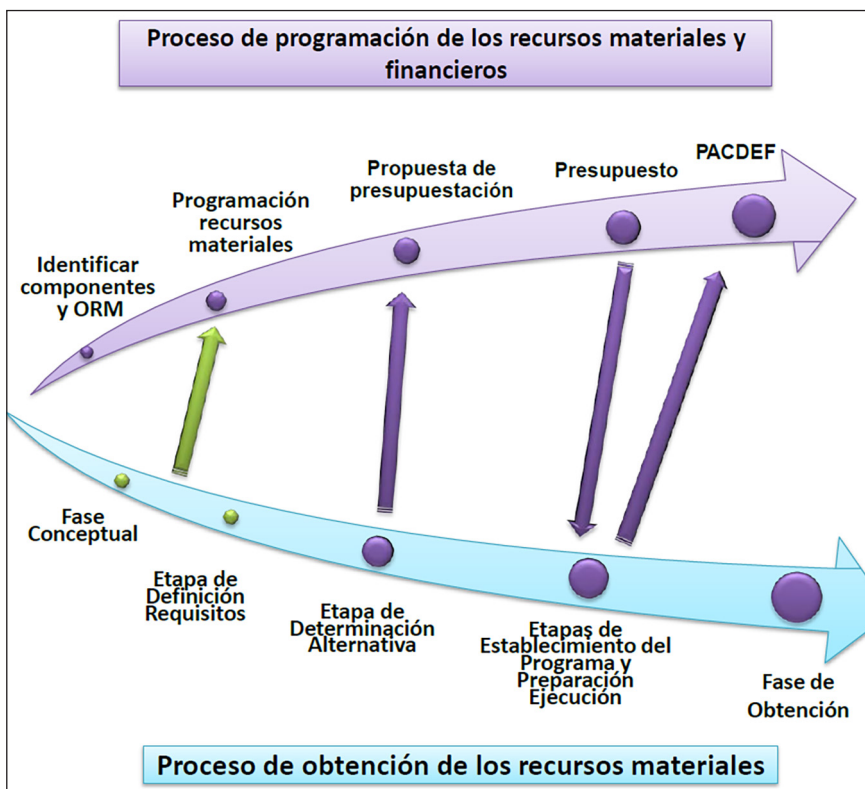 Proceso de programación de los recursos materiales y
financieros
PACDEF
Propuesta de
presupuestación
Presupuesto
Programación
recursos
materiales
Identificar
componentes
y ORM
Fase
Conceptual
Etapa de
Definición
Requisitos
Etapa de
Determinación
Alternativa
Etapas de
Establecimiento del
Programa y
Preparación
Ejecución
Fase de
Obtención
Proceso de obtención de los recursos materiales